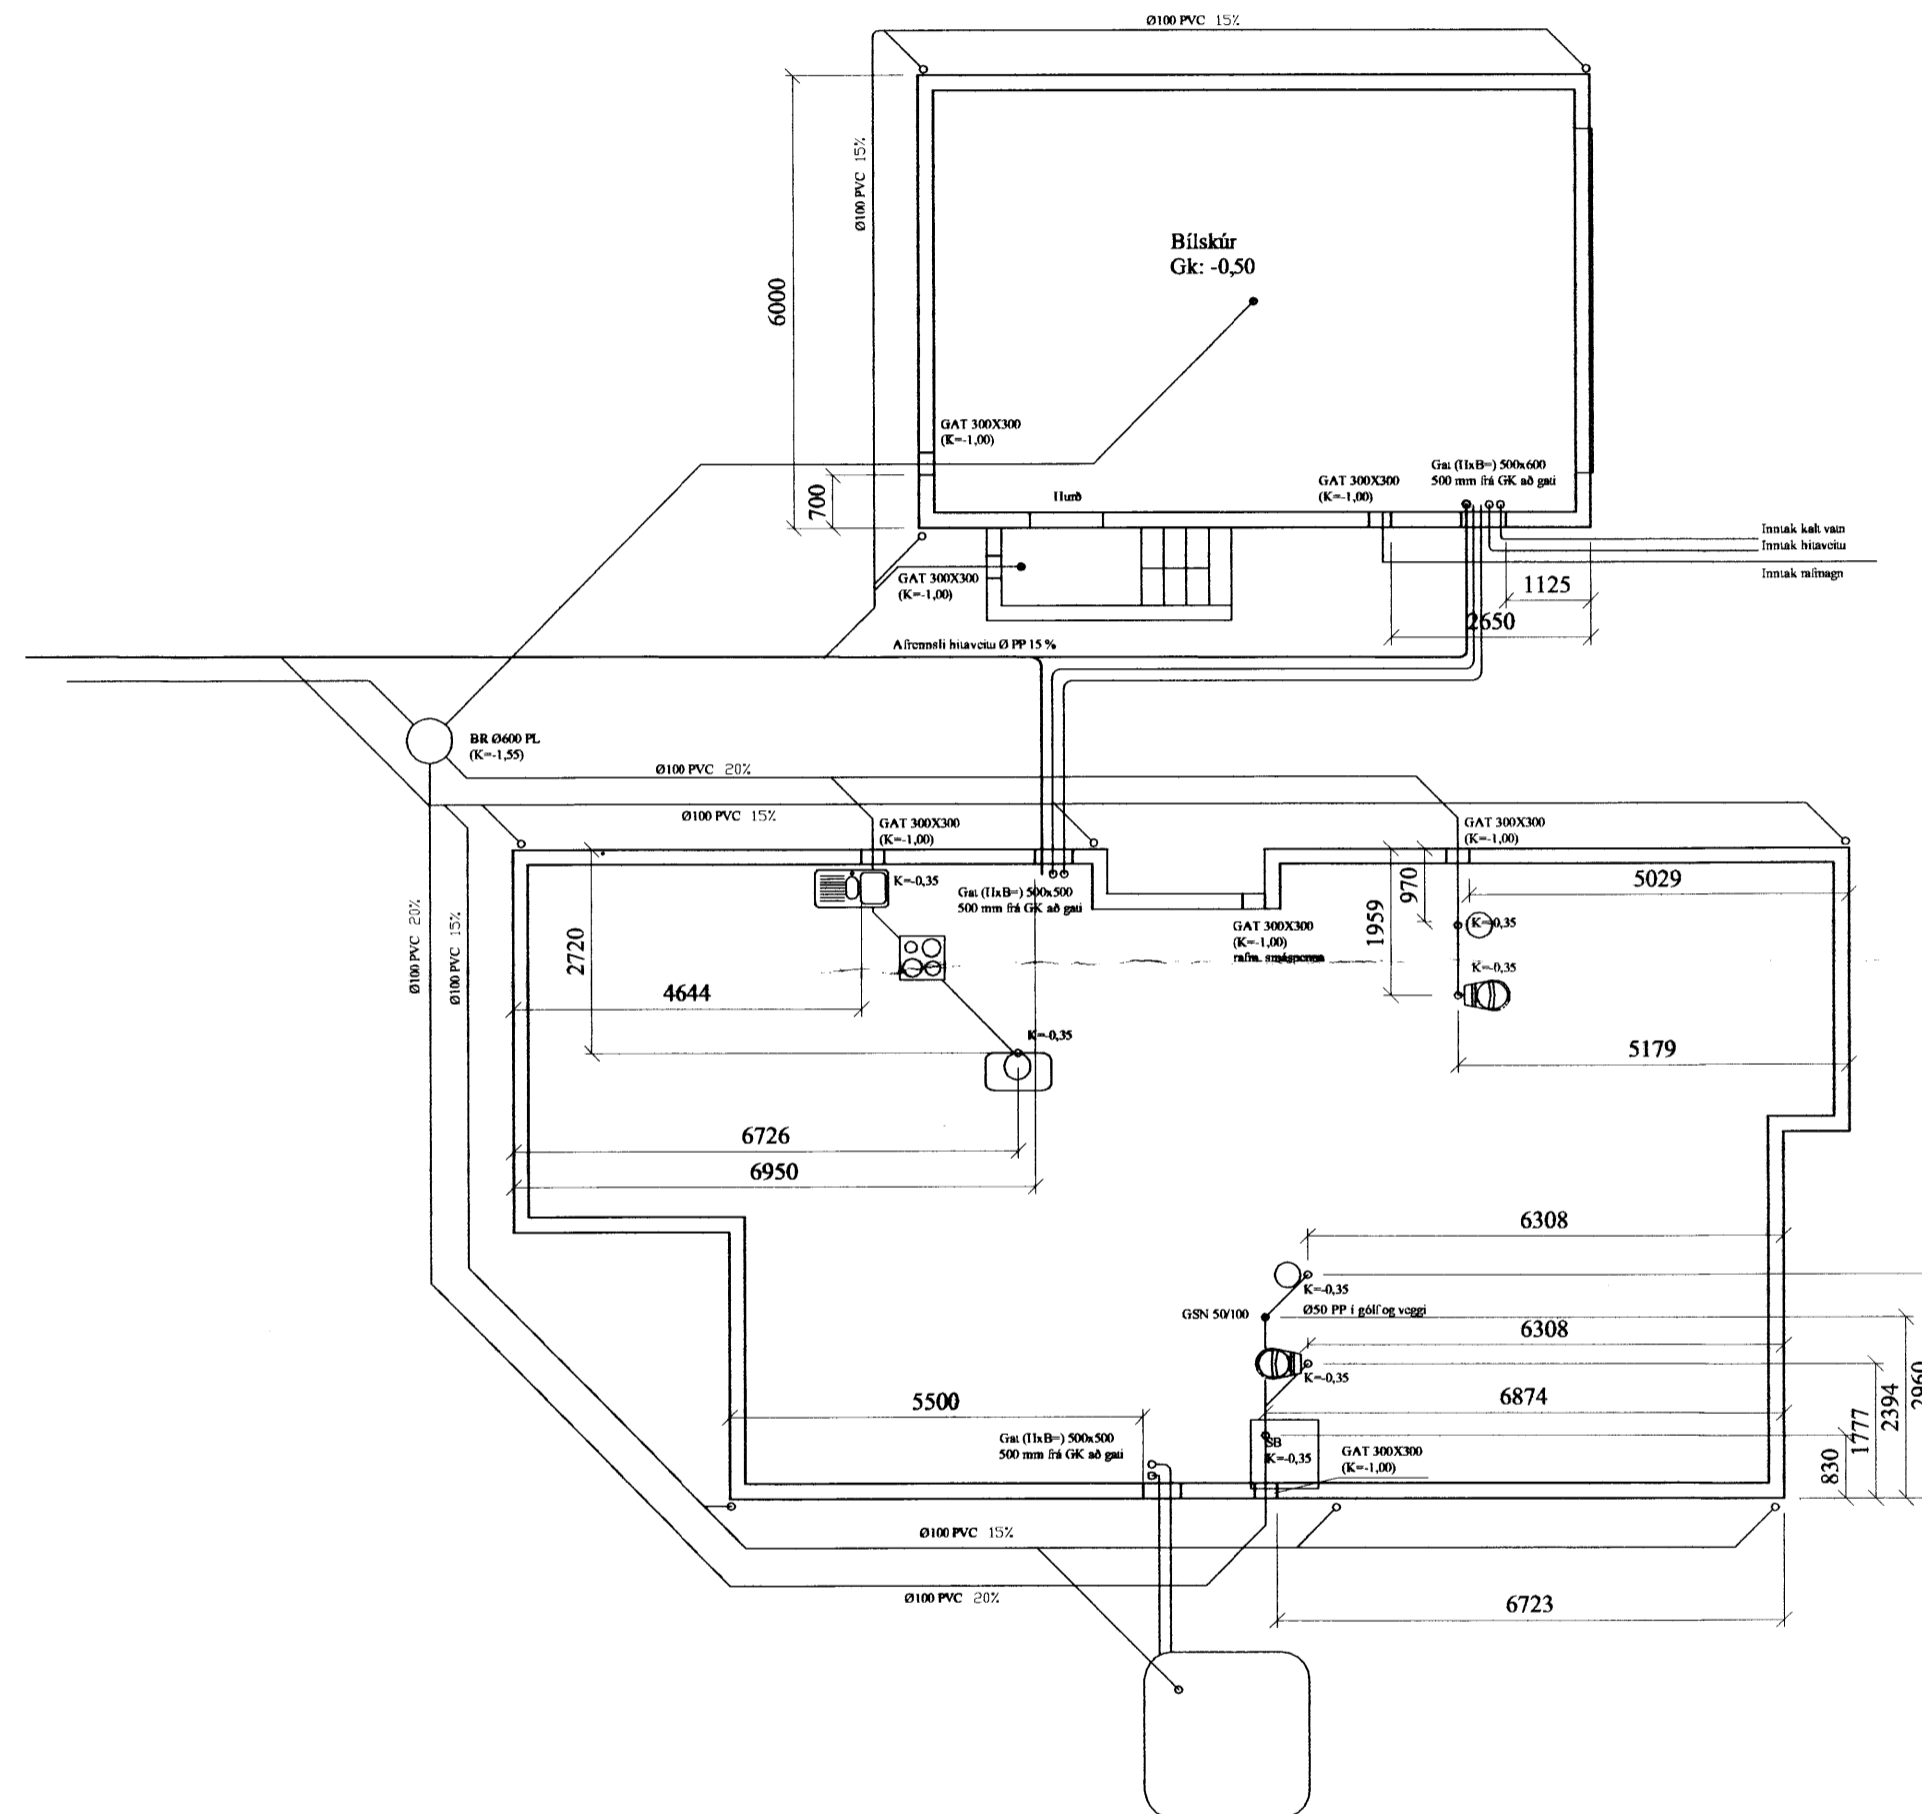 Ø100 PVC 15%
Ø100 PVC 15%
6000
Bílskúr
Gk: -0,50
GAT 300X300
(K=-1,00)
700
Hurð
GAT 300X300
(K=-1,00)
Gat (HxB=) 500x600
500 mm frá GK að gati
Inntak kalt vatn
Inntak hitaveitu
Inntak rafmagn
1125
2650
GAT 300X300
(K=-1,00)
Afrennsli hitaveitu Ø PP 15 %
BR Ø600 PL
(K=-1,55)
Ø100 PVC 20%
Ø100 PVC 15%
GAT 300X300
(K=-1,00)
GAT 300X300
(K=-1,00)
K=-0,35
Gat (HxB=) 500x500
500 mm frá GK að gati
5029
970
1959
K=-0,35
GAT 300X300
(K=-1,00)
rafm. smáspenna
K=-0,35
2720
4644
Ø100 PVC 20%
Ø100 PVC 15%
K=-0,35
5179
6726
6950
6308
K=-0,35
GSN 50/100
Ø50 PP í gólf og veggi
6308
K=-0,35
6874
5500
Gat (HxB=) 500x500
500 mm frá GK að gati
SB
K=-0,35
GAT 300X300
(K=-1,00)
830
1777
2394
2960
Ø100 PVC 15%
Ø100 PVC 20%
6723